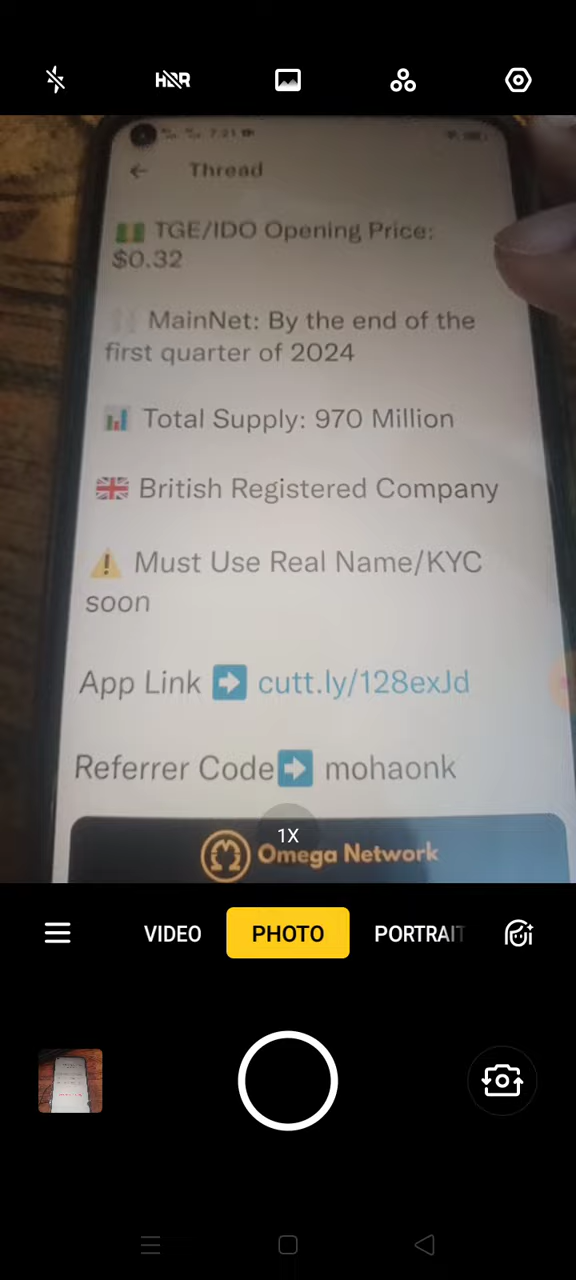 HDR
Thread
TGE/IDO Opening Price:
$0.32
MainNet: By the end of the
first quarter of 2024
Total Supply: 970 Million
British Registered Company
Must Use Real Name/KYC
soon
App Link ➡️ cutt.ly/128exJd
Referrer Code➡️ mohaonk
1X
Omega Network
VIDEO
PHOTO
PORTRAIT